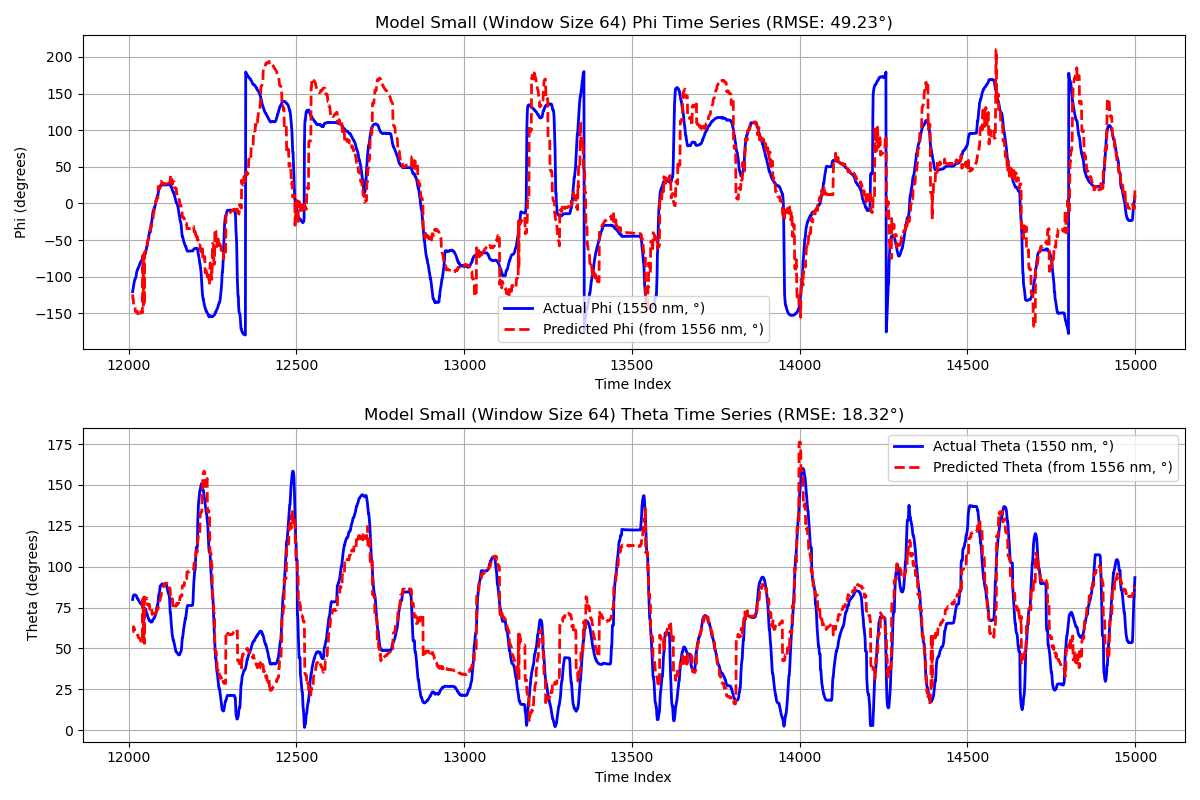 Model Small (Window Size 64) Phi Time Series (RMSE: 49.23°)
Phi (degrees)
200
150
100
50
0
−50
−100
−150
Actual Phi (1550 nm, °)
Predicted Phi (from 1556 nm, °)
12000 12500 13000 13500 14000 14500 15000
Time Index
Model Small (Window Size 64) Theta Time Series (RMSE: 18.32°)
Theta (degrees)
175
150
125
100
75
50
25
0
Actual Theta (1550 nm, °)
Predicted Theta (from 1556 nm, °)
12000 12500 13000 13500 14000 14500 15000
Time Index